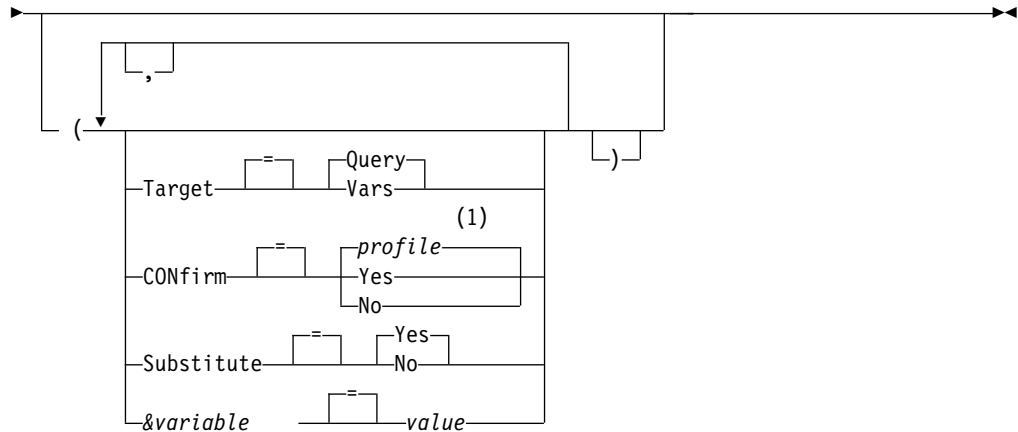 ,
( )
= Query
Target Vars
(1)
= profile
CONfirm Yes
No
= Yes
Substitute No
=
&variable value